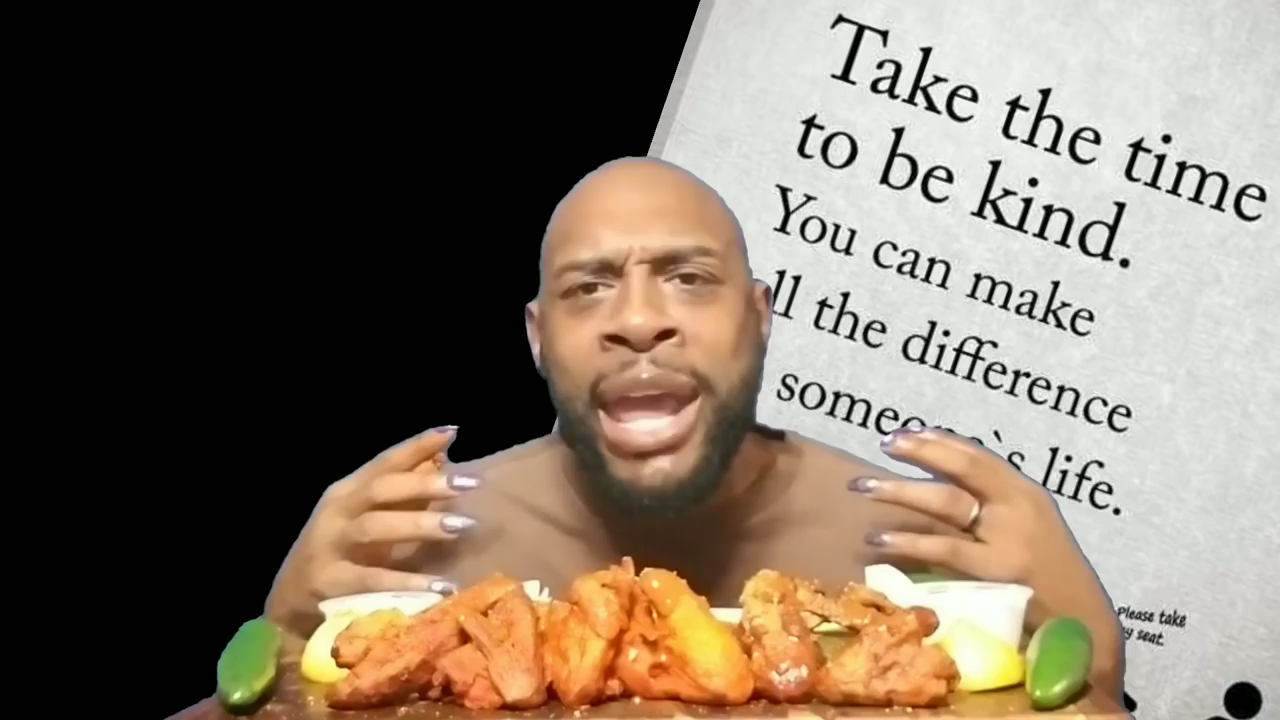 Take the time
to be kind.
You can make
ll the difference
life.
Please take
seat.